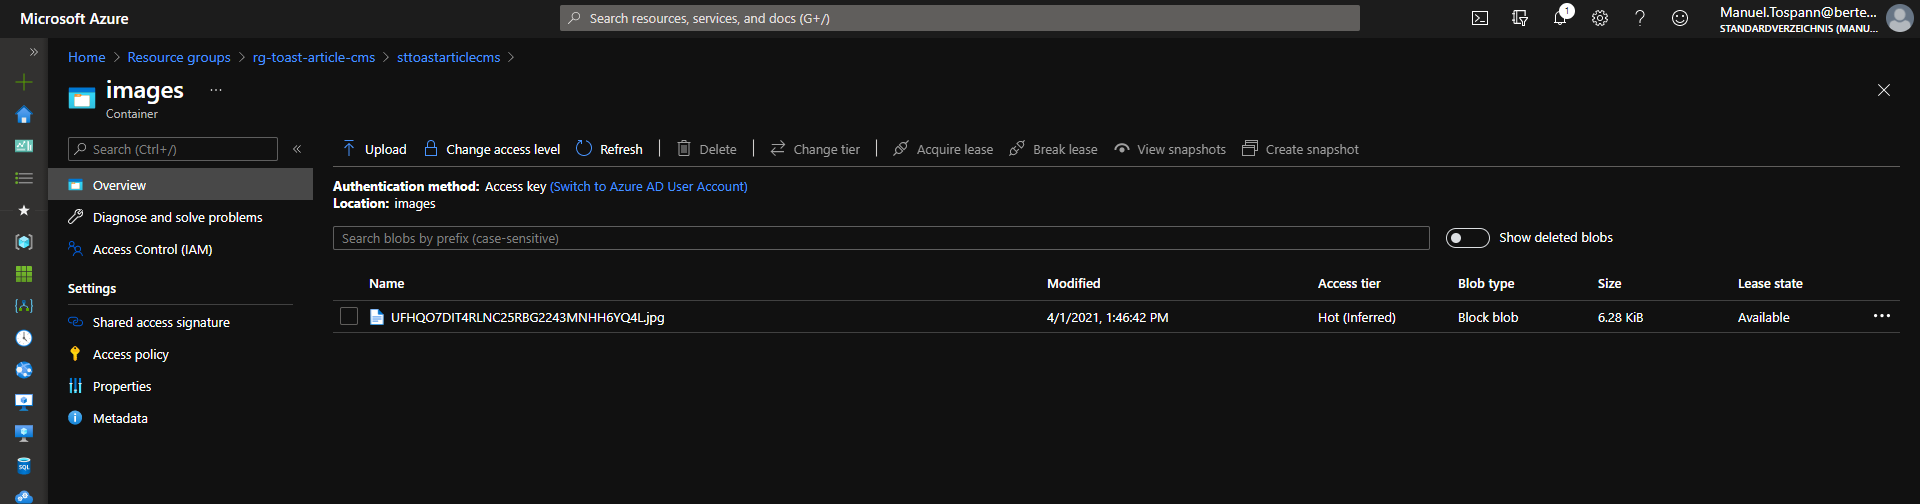 Microsoft Azure
Search resources, services, and docs (G+/)
1
Manuel.Tospann@berte...
STANDARDVERZEICHNIS (MANU...
Home > Resource groups > rg-toast-article-cms > sttoastarticlecms >
images ...
Container
Search (Ctrl+/)
Upload Change access level Refresh Delete Change tier Acquire lease Break lease View snapshots Create snapshot
Overview
Diagnose and solve problems
Access Control (IAM)
Settings
Shared access signature
Access policy
Properties
Metadata
SQL
Authentication method: Access key (Switch to Azure AD User Account)
Location: images
Search blobs by prefix (case-sensitive)
Show deleted blobs
Name Modified Access tier Blob type Size Lease state
UFHQO7DIT4RLNC25RBG2243MNHH6YQ4L.jpg 4/1/2021, 1:46:42 PM Hot (Inferred) Block blob 6.28 KiB Available ...